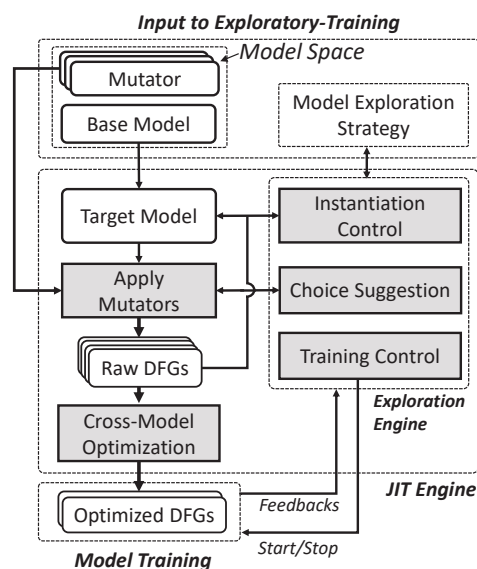 Input to Exploratory-Training
Model Space
Mutator
Base Model
Model Exploration
Strategy
Target Model
Instantiation
Control
Apply
Mutators
Choice Suggestion
Raw DFGs
Training Control
Cross-Model
Optimization
Exploration
Engine
JIT Engine
Optimized DFGs
Feedbacks
Start/Stop
Model Training